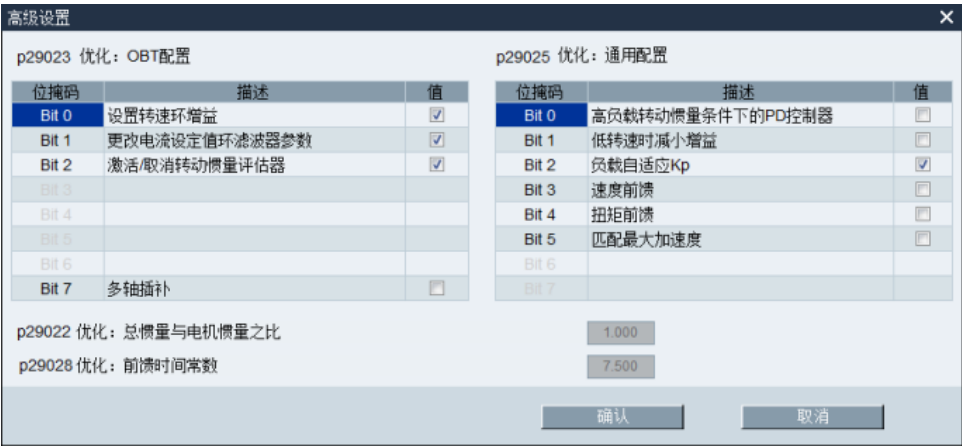 高级设置
p29023 优化：OBT配置
位掩码 描述 值
Bit 0 设置转速环增益
Bit 1 更改电流设定值环滤波器参数
Bit 2 激活/取消转动惯量评估器
Bit 3
Bit 4
Bit 5
Bit 6
Bit 7 多轴插补
p29025 优化：通用配置
位掩码 描述 值
Bit 0 高负载转动惯量条件下的PD控制器
Bit 1 低转速时减小增益
Bit 2 负载自适应Kp
Bit 3 速度前馈
Bit 4 扭矩前馈
Bit 5 匹配最大加速度
Bit 6
Bit 7
p29022 优化：总惯量与电机惯量之比 1.000
p29028 优化：前馈时间常数 7.500
确认 取消